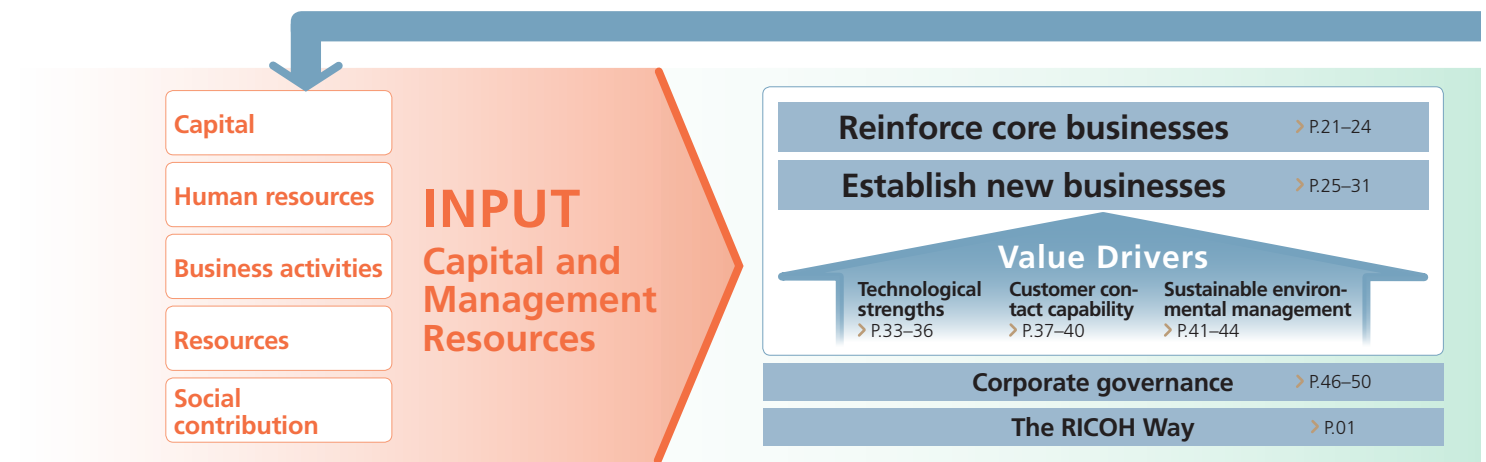 Capital
Human resources
Business activities
Resources
Social
contribution
INPUT
Capital and
Management
Resources
Reinforce core businesses > P.21–24
Establish new businesses > P.25–31
Value Drivers
Technological
strengths
> P.33–36
Customer con-
tact capability
> P.37–40
Sustainable environ-
mental management
> P.41–44
Corporate governance > P.46–50
The RICOH Way > P.01